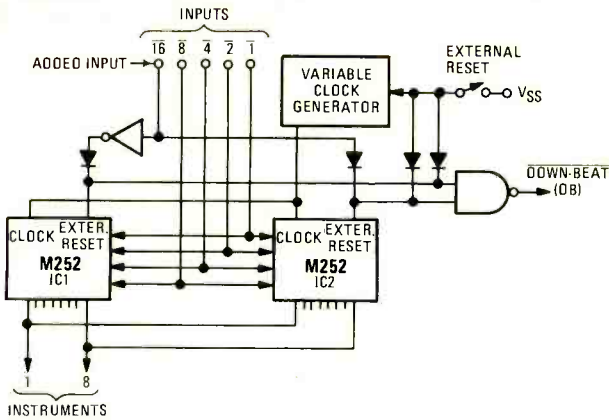 INPUTS
16 8 4 2 1
ADDED INPUT
VARIABLE
CLOCK
GENERATOR
EXTERNAL
RESET
VSS
DOWN-BEAT
(DB)
CLOCK EXTER.
RESET
M252
IC1
CLOCK EXTER.
RESET
M252
IC2
1 8
INSTRUMENTS